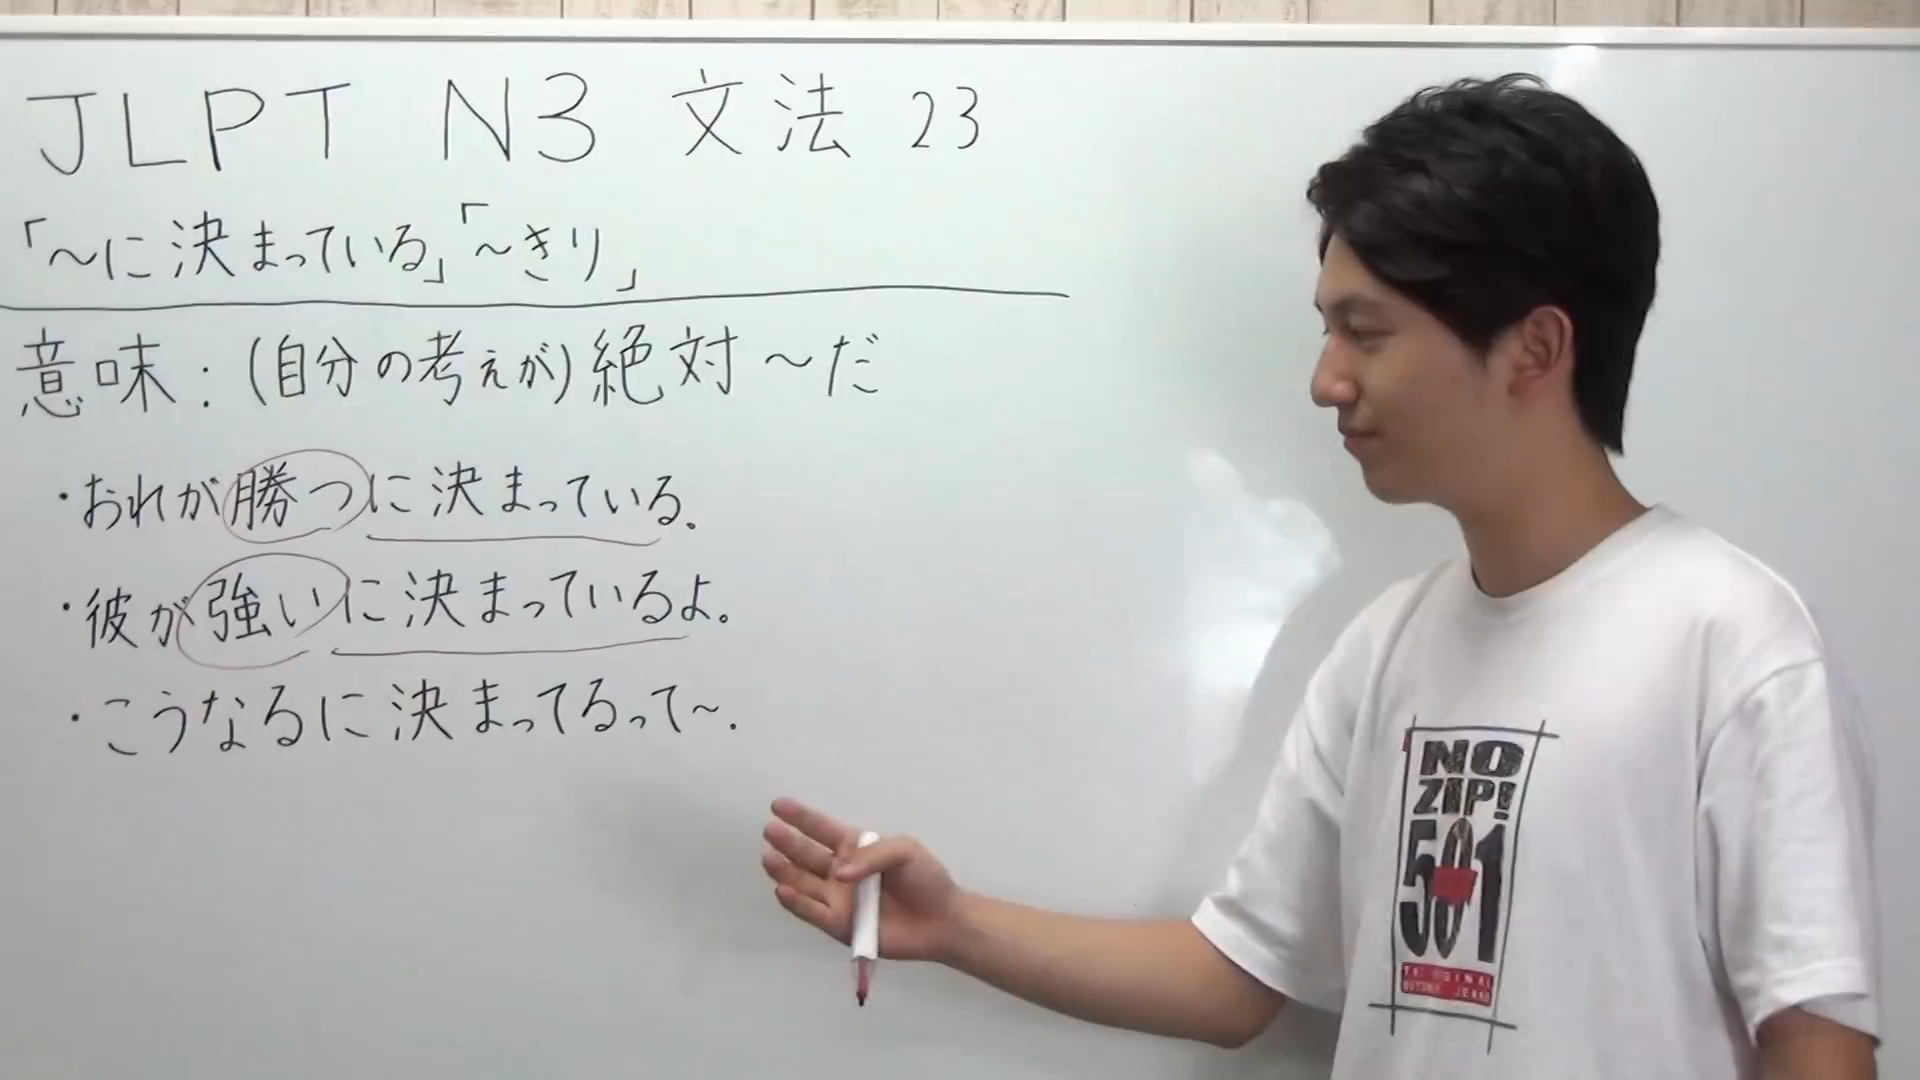 JLPT N3 文法 23
「～に決まっている」「～きり」
意味：(自分の考えが)絶対～だ
・おれが勝つに決まっている。
・彼が強いに決まっているよ。
・こうなるに決まってるって～.
NO
ZIP!
501